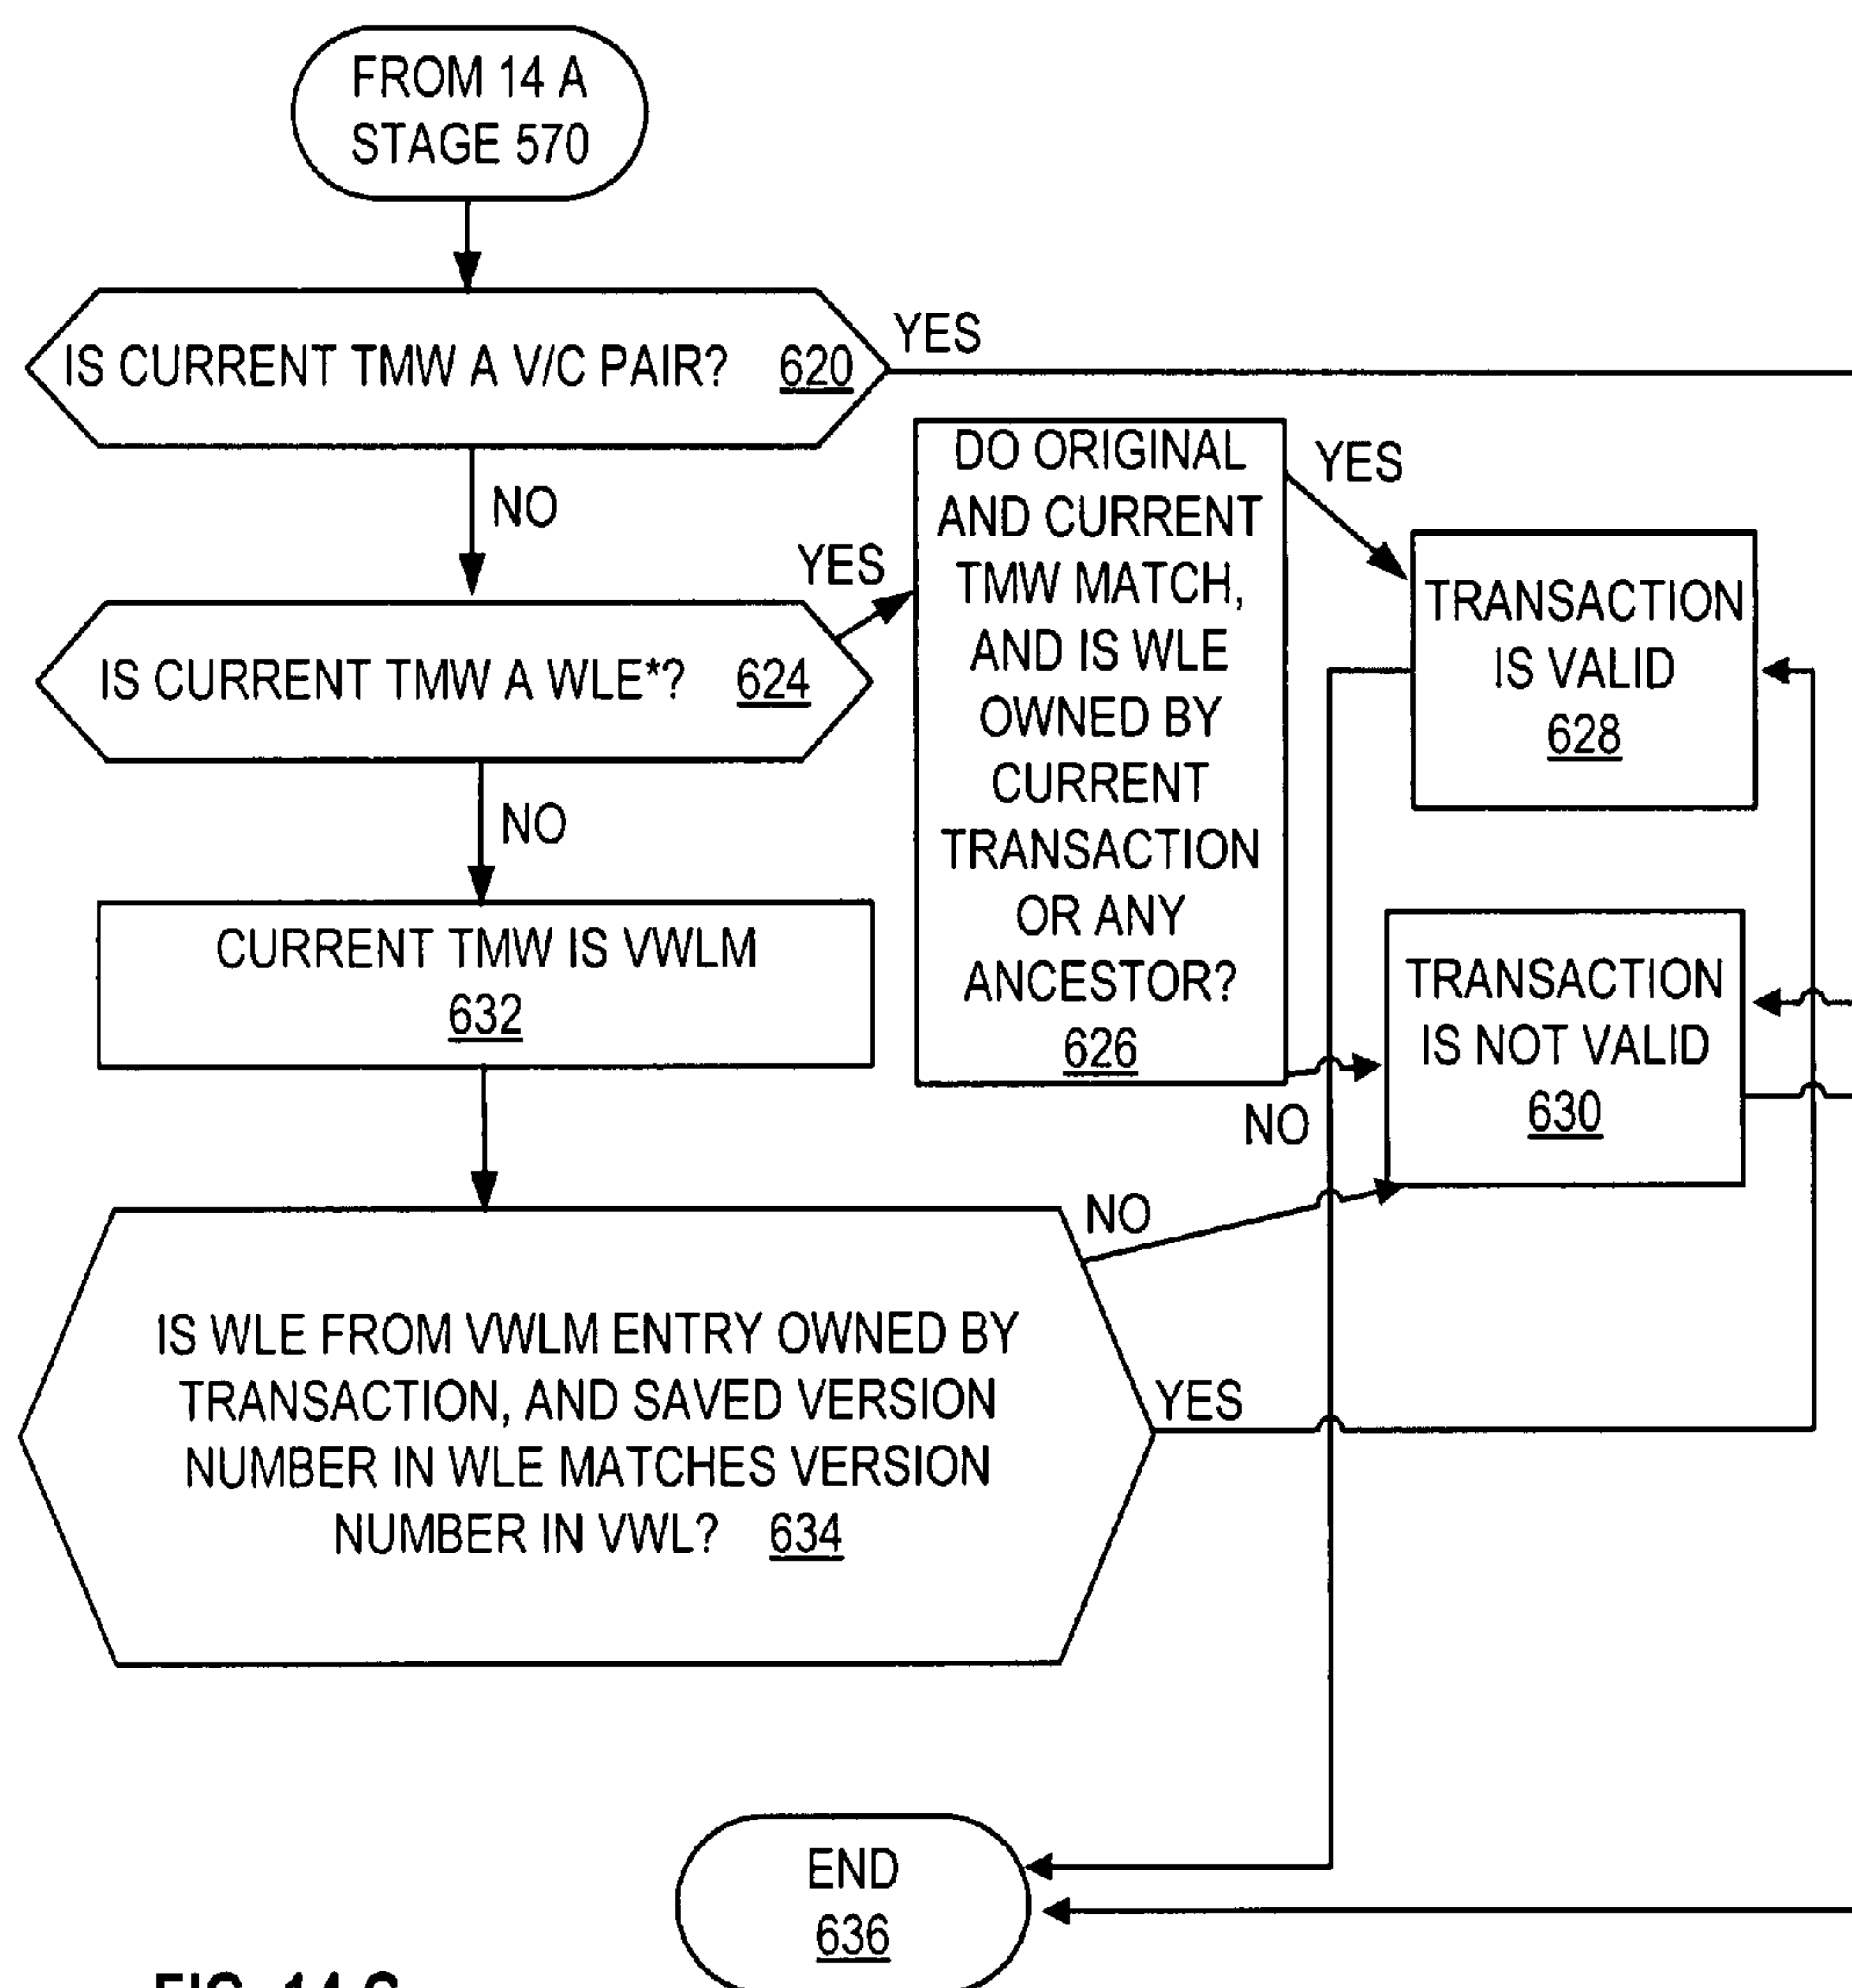 FROM 14 A
STAGE 570
IS CURRENT TMW A V/C PAIR? 620
YES
NO
IS CURRENT TMW A WLE*? 624
YES
DO ORIGINAL
AND CURRENT
TMW MATCH,
AND IS WLE
OWNED BY
CURRENT
TRANSACTION
OR ANY
ANCESTOR?
626
YES
TRANSACTION
IS VALID
628
NO
NO
CURRENT TMW IS VWLM
632
TRANSACTION
IS NOT VALID
630
NO
IS WLE FROM VWLM ENTRY OWNED BY
TRANSACTION, AND SAVED VERSION
NUMBER IN WLE MATCHES VERSION
NUMBER IN VWL? 634
YES
END
636